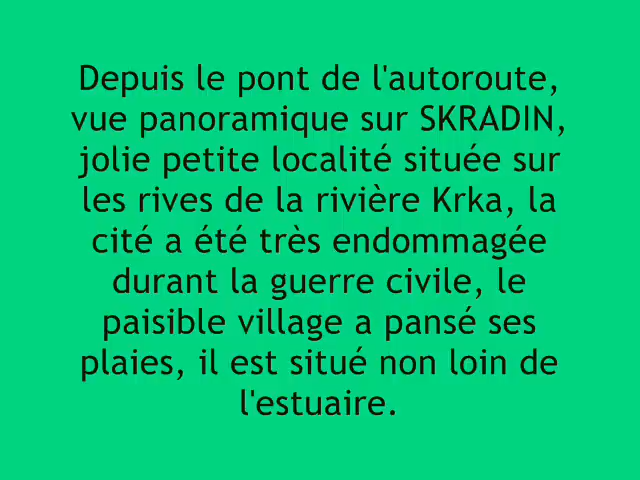 Depuis le pont de l'autoroute,
vue panoramique sur SKRADIN,
jolie petite localité située sur
les rives de la rivière Krka, la
cité a été très endommagée
durant la guerre civile, le
paisible village a pansé ses
plaies, il est situé non loin de
l'estuaire.